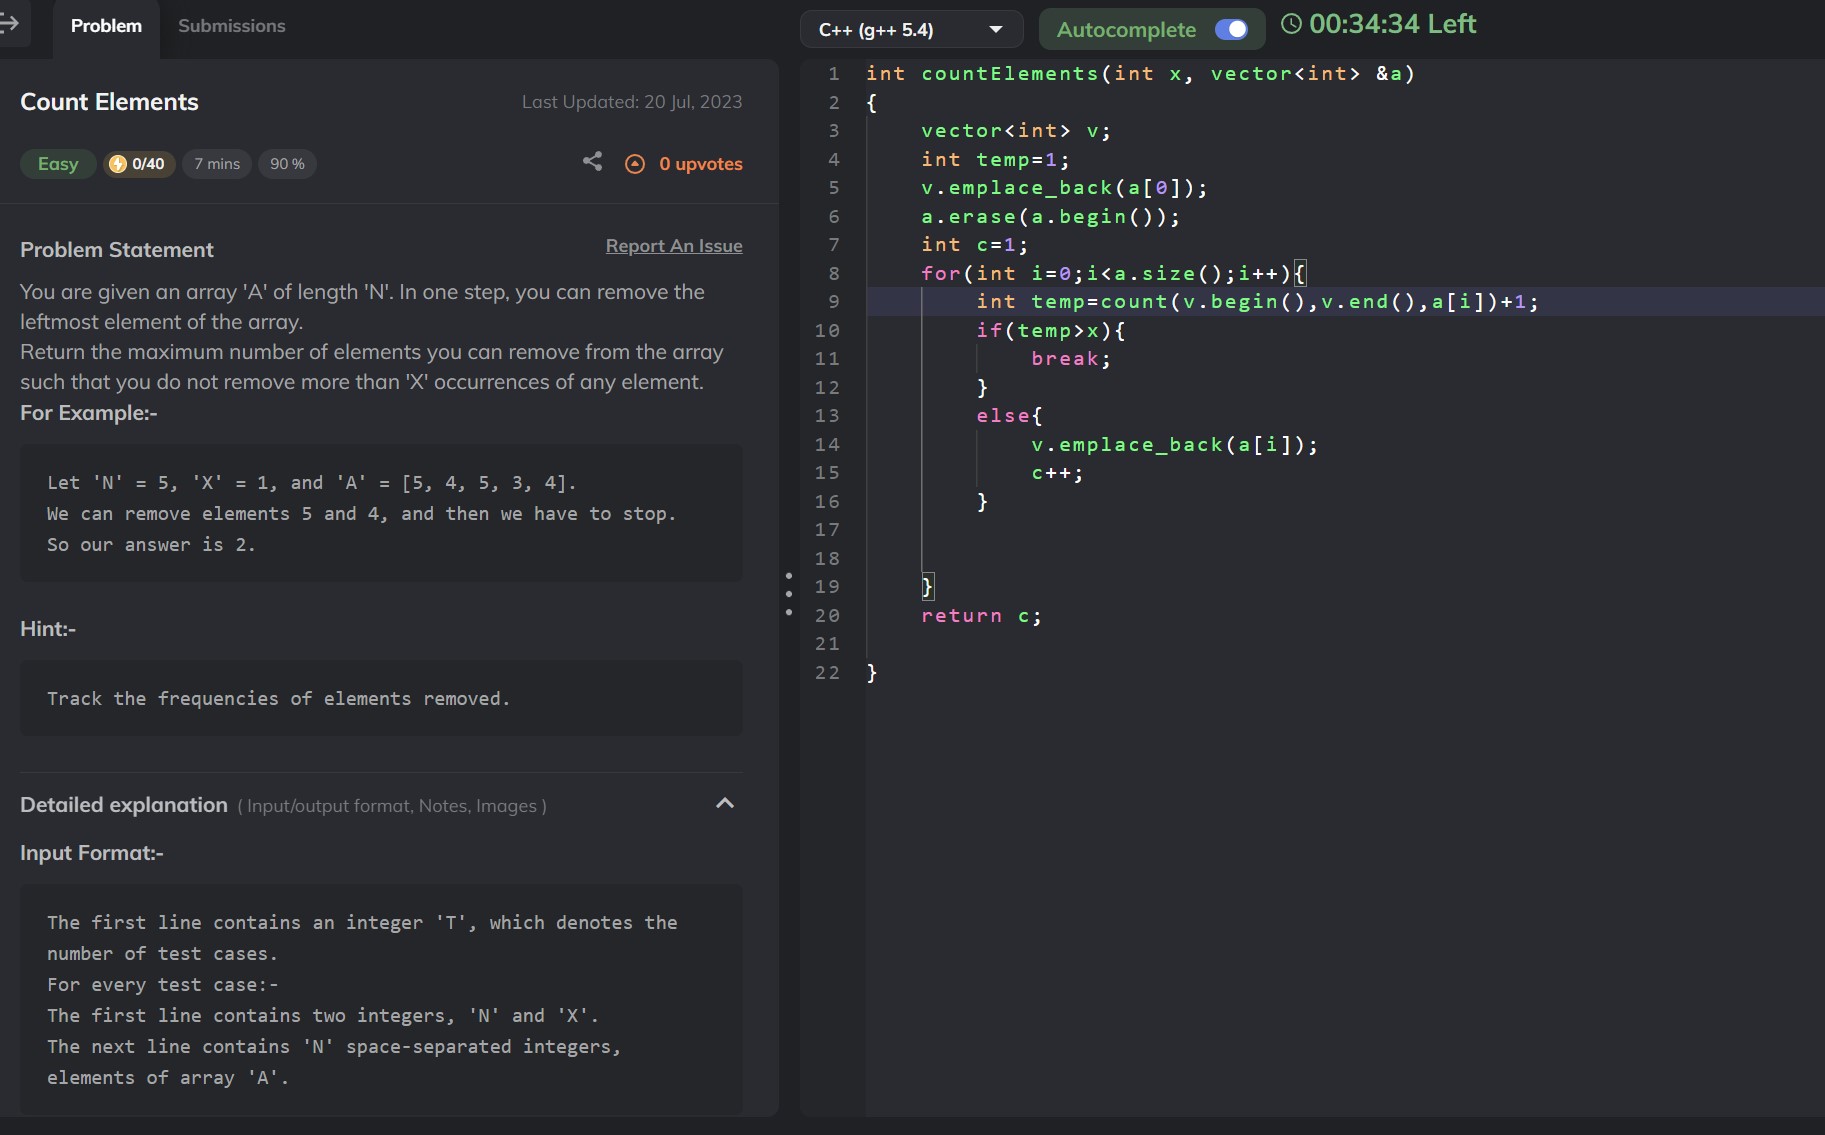 Problem
Submissions
C++ (g++ 5.4)
Autocomplete
00:34:34 Left
Count Elements
Last Updated: 20 Jul, 2023
Easy
0/40
7 mins
90 %
0 upvotes
Problem Statement
Report An Issue
You are given an array 'A' of length 'N'. In one step, you can remove the
leftmost element of the array.
Return the maximum number of elements you can remove from the array
such that you do not remove more than 'X' occurrences of any element.
For Example:-
Let 'N' = 5, 'X' = 1, and 'A' = [5, 4, 5, 3, 4].
We can remove elements 5 and 4, and then we have to stop.
So our answer is 2.
Hint:-
Track the frequencies of elements removed.
Detailed explanation ( Input/output format, Notes, Images )
Input Format:-
The first line contains an integer 'T', which denotes the
number of test cases.
For every test case:-
The first line contains two integers, 'N' and 'X'.
The next line contains 'N' space-separated integers,
elements of array 'A'.
1 int countElements(int x, vector<int> &a)
2 {
3 vector<int> v;
4 int temp=1;
5 v.emplace_back(a[0]);
6 a.erase(a.begin());
7 int c=1;
8 for(int i=0;i<a.size();i++){
9 int temp=count(v.begin(),v.end(),a[i])+1;
10 if(temp>x){
11 break;
12 }
13 else{
14 v.emplace_back(a[i]);
15 c++;
16 }
17
18
19 }
20 return c;
21
22 }